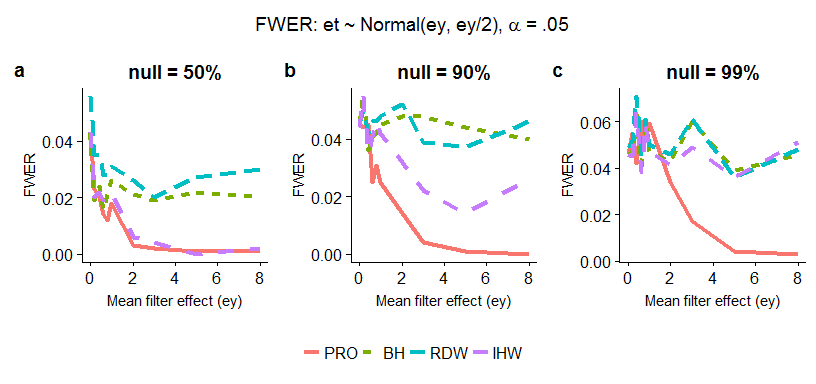 FWER: et ~ Normal(ey, ey/2), α = .05
a null = 50%
b null = 90%
c null = 99%
FWER
0.04
0.02
0.00
0 2 4 6 8
Mean filter effect (ey)
FWER
0.04
0.02
0.00
0 2 4 6 8
Mean filter effect (ey)
FWER
0.06
0.04
0.02
0.00
0 2 4 6 8
Mean filter effect (ey)
PRO BH RDW IHW